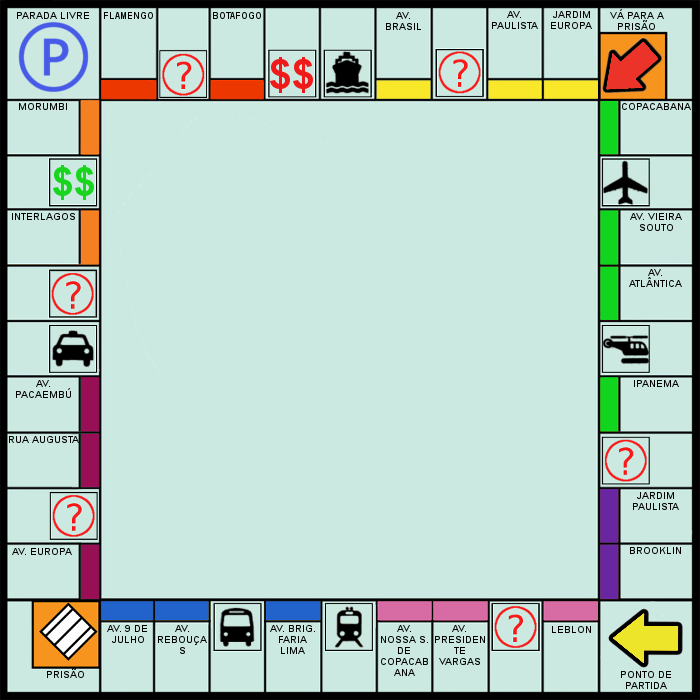 PARADA LIVRE
P
FLAMENGO
?
BOTAFOGO
$$
AV.
BRASIL
?
AV.
PAULISTA
JARDIM
EUROPA
VÁ PARA A
PRISÃO
MORUMBI
$$
INTERLAGOS
?
AV.
PACAEMBÚ
RUA AUGUSTA
?
AV. EUROPA
COPACABANA
AV. VIEIRA
SOUTO
AV.
ATLÂNTICA
IPANEMA
?
JARDIM
PAULISTA
BROOKLIN
PRISÃO
AV. 9 DE
JULHO
AV.
REBOUÇA
S
AV. BRIG.
FARIA
LIMA
AV.
NOSSA S.
DE
COPACAB
ANA
AV.
PRESIDEN
TE
VARGAS
?
LEBLON
PONTO DE
PARTIDA